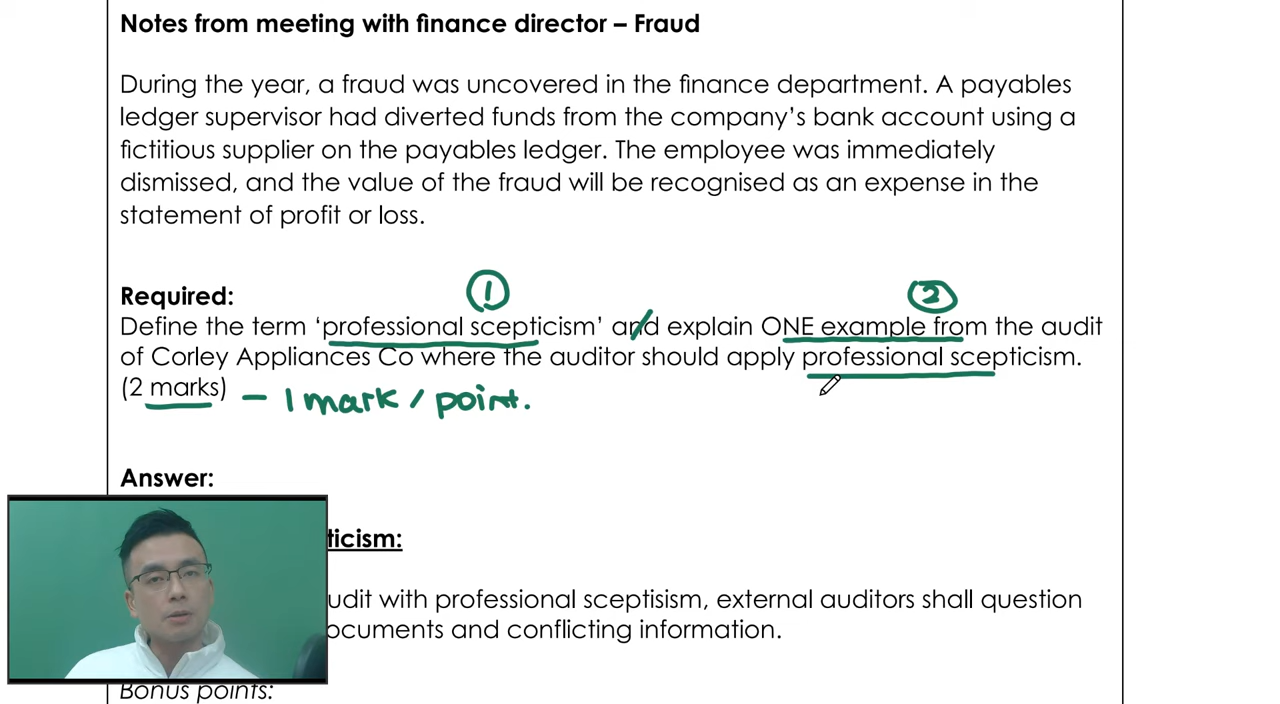 Notes from meeting with finance director – Fraud
During the year, a fraud was uncovered in the finance department. A payables
ledger supervisor had diverted funds from the company's bank account using a
fictitious supplier on the payables ledger. The employee was immediately
dismissed, and the value of the fraud will be recognised as an expense in the
statement of profit or loss.
1 2
Required:
Define the term 'professional scepticism' and explain ONE example from the audit
of Corley Appliances Co where the auditor should apply professional scepticism.
(2 marks) – 1 mark / point.
Answer:
ticism:
udit with professional sceptisism, external auditors shall question
ocuments and conflicting information.
Bonus points: